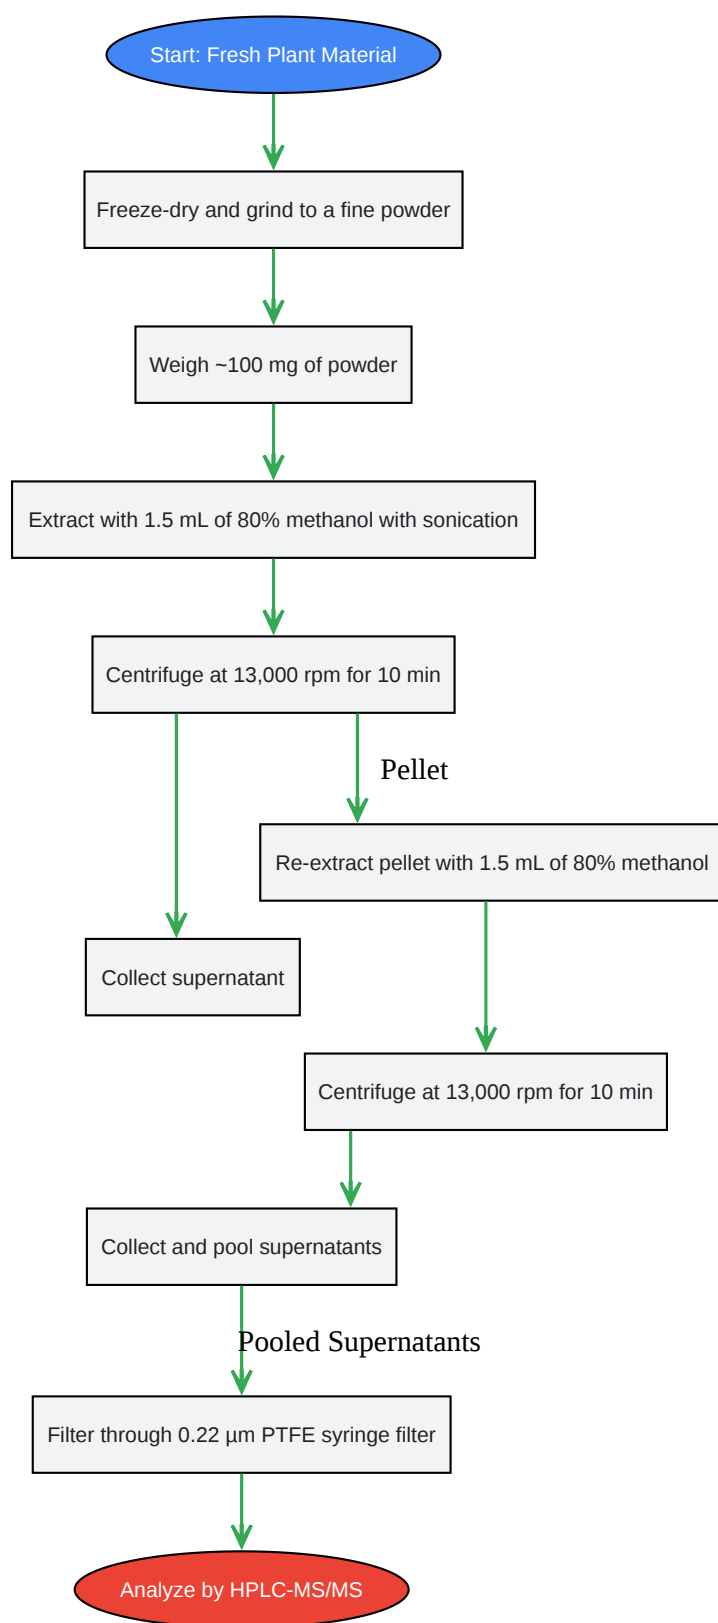 Start: Fresh Plant Material
Freeze-dry and grind to a fine powder
Weigh ~100 mg of powder
Extract with 1.5 mL of 80% methanol with sonication
Centrifuge at 13,000 rpm for 10 min
Pellet
Re-extract pellet with 1.5 mL of 80% methanol
Collect supernatant
Centrifuge at 13,000 rpm for 10 min
Collect and pool supernatants
Pooled Supernatants
Filter through 0.22 µm PTFE syringe filter
Analyze by HPLC-MS/MS